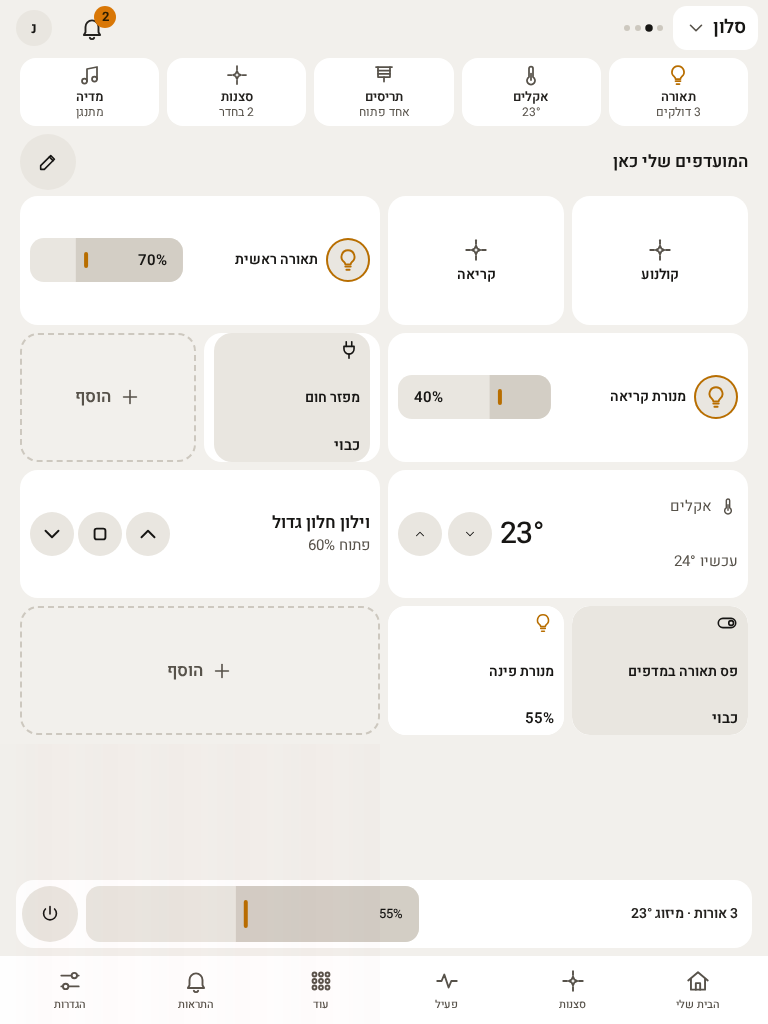 סלון
2
נ
תאורה
3 דולקים
אקלים
23°
תריסים
אחד פתוח
סצנות
2 בחדר
מדיה
מתנגן
המועדפים שלי כאן
קולנוע
קריאה
תאורה ראשית
70%
מנורת קריאה
40%
מפזר חום
כבוי
הוסף
אקלים
עכשיו 24°
23°
וילון חלון גדול
פתוח 60%
פס תאורה במדפים
כבוי
מנורת פינה
55%
הוסף
3 אורות · מיזוג 23°
55%
הבית שלי
סצנות
פעיל
עוד
התראות
הגדרות